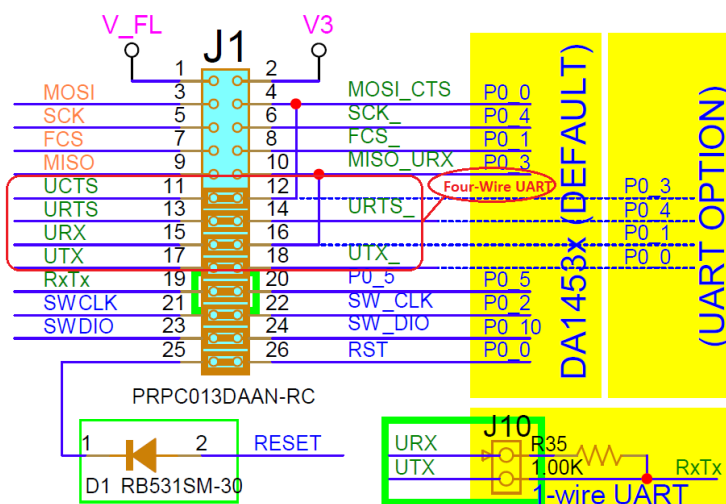 V_FL J1 V3
1 2
MOSI 3 4 MOSI_CTS P0_0
SCK 5 6 SCK_ P0_4
FCS 7 8 FCS_ P0_1
MISO 9 10 MISO_URX P0_3
UCTS 11 12 Four-Wire UART P0_3
URTS 13 14 URTS_ P0_4
URX 15 16 P0_1
UTX 17 18 UTX_ P0_0
RxTx 19 20 P0_5 P0_5
SWCLK 21 22 SW_CLK P0_2
SWDIO 23 24 SW_DIO P0_10
25 26 RST P0_0
DA1453x (DEFAULT)
(UART OPTION)
PRPC013DAAN-RC
1 2 RESET
D1 RB531SM-30
J10
URX R35
UTX 1.00K RxTx
1-wire UART